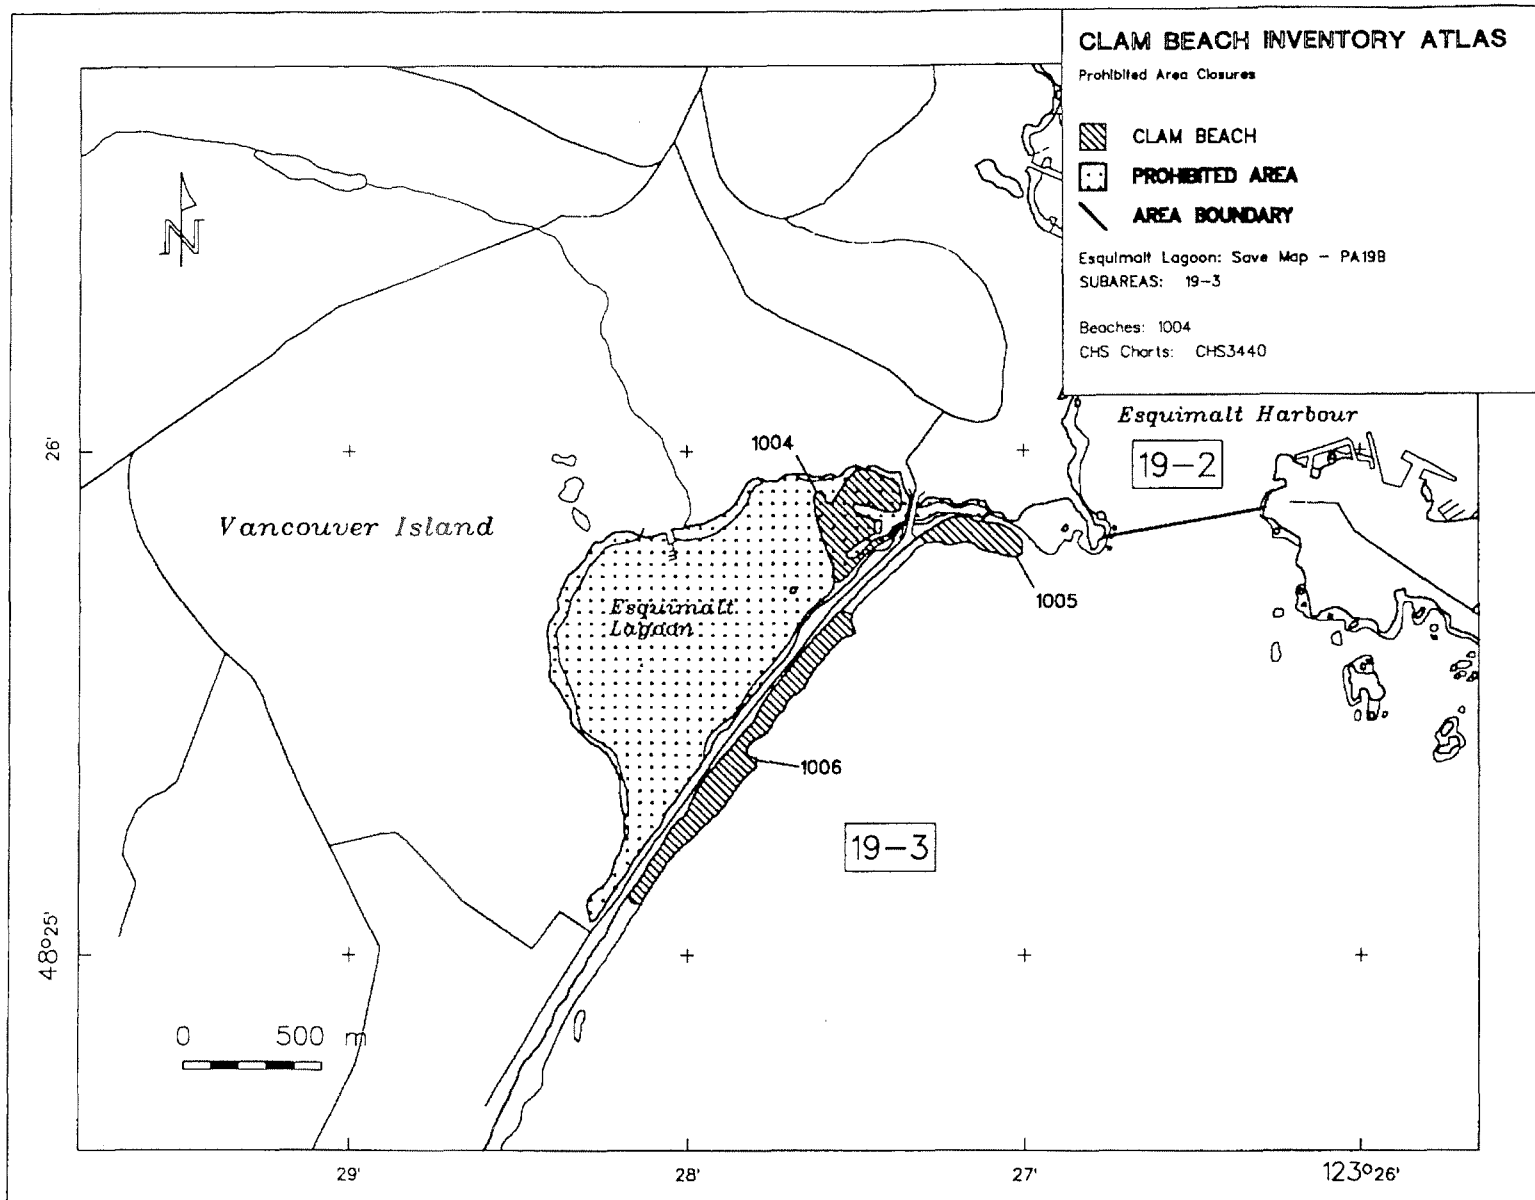 CLAM BEACH INVENTORY ATLAS
Prohibited Area Closures
CLAM BEACH
PROHIBITED AREA
AREA BOUNDARY
Esquimalt Lagoon: Save Map - PA19B
SUBAREAS: 19-3
Beaches: 1004
CHS Charts: CHS3440
N
Esquimalt Harbour
19-2
26'
1004
Vancouver Island
1005
Esquimalt
Lagoon
1006
19-3
48°25'
0 500 m
29' 28' 27' 123°26'